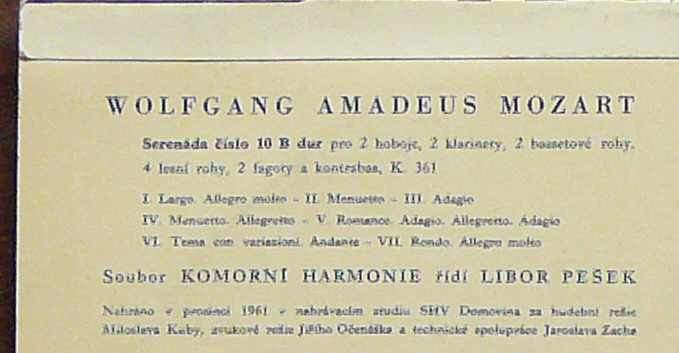 WOLFGANG AMADEUS MOZART
Serenáda číslo 10 B dur pro 2 hoboje, 2 klarinety, 2 bassetové rohy,
4 lesní rohy, 2 fagoty a kontrabas, K. 361
I. Largo. Allegro molto – II. Menuetto – III. Adagio
IV. Menuetto. Allegretto – V. Romance. Adagio. Allegretto. Adagio
VI. Tema con variazioni. Andante – VII. Rondo. Allegro molto
Soubor KOMORNÍ HARMONIE řídí LIBOR PEŠEK
Nahráno v prosinci 1961 v nahrávacím studiu SHV Domovina za hudební režie
Miloslava Kuby, zvukové režie Jiřího Očenáška a technické spolupráce Jaroslava Zacha